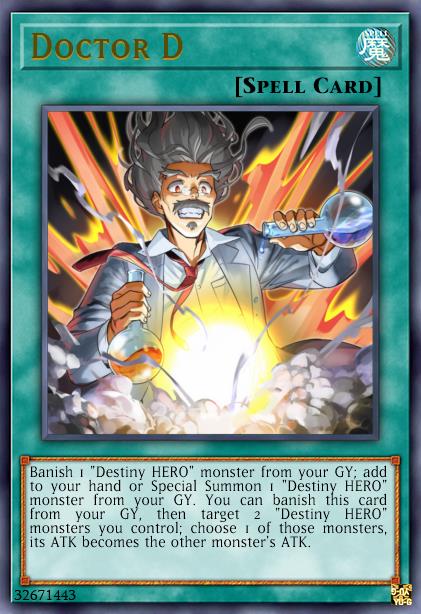 Doctor D
SPELL
魔
[Spell Card]
Banish 1 "Destiny HERO" monster from your GY; add
to your hand or Special Summon 1 "Destiny HERO"
monster from your GY. You can banish this card
from your GY, then target 2 "Destiny HERO"
monsters you control; choose 1 of those monsters,
its ATK becomes the other monster's ATK.
32671443